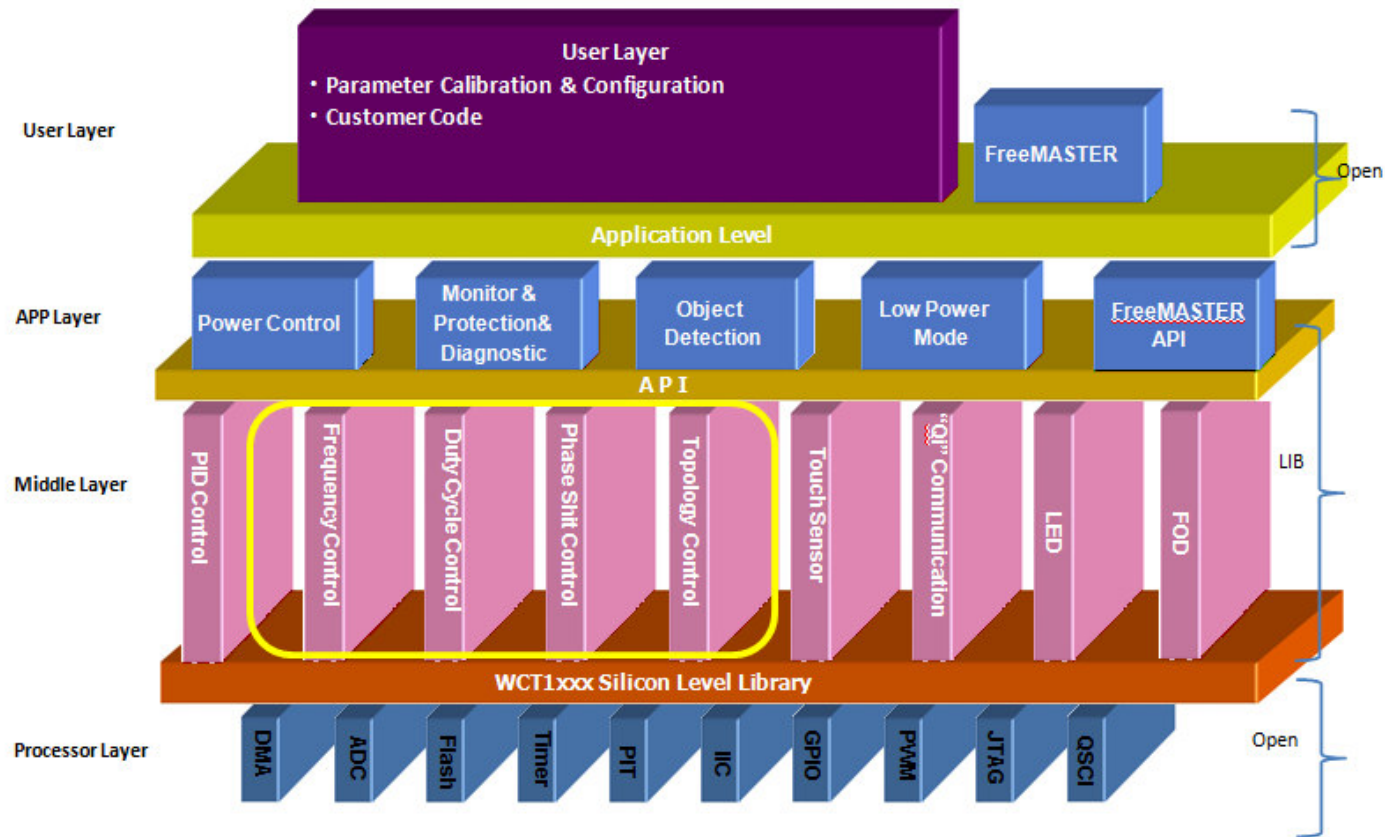 User Layer
• Parameter Calibration & Configuration
• Customer Code
User Layer
FreeMASTER
Open
Application Level
APP Layer
Power Control
Monitor &
Protection&
Diagnostic
Object
Detection
Low Power
Mode
FreeMASTER
API
A P I
Middle Layer
PID Control
Frequency Control
Duty Cycle Control
Phase Shit Control
Topology Control
Touch Sensor
“Qi” Communication
LED
FOD
LIB
WCT1xxx Silicon Level Library
Processor Layer
DMA
ADC
Flash
Timer
PIT
IIC
GPIO
PWM
JTAG
QSCI
Open